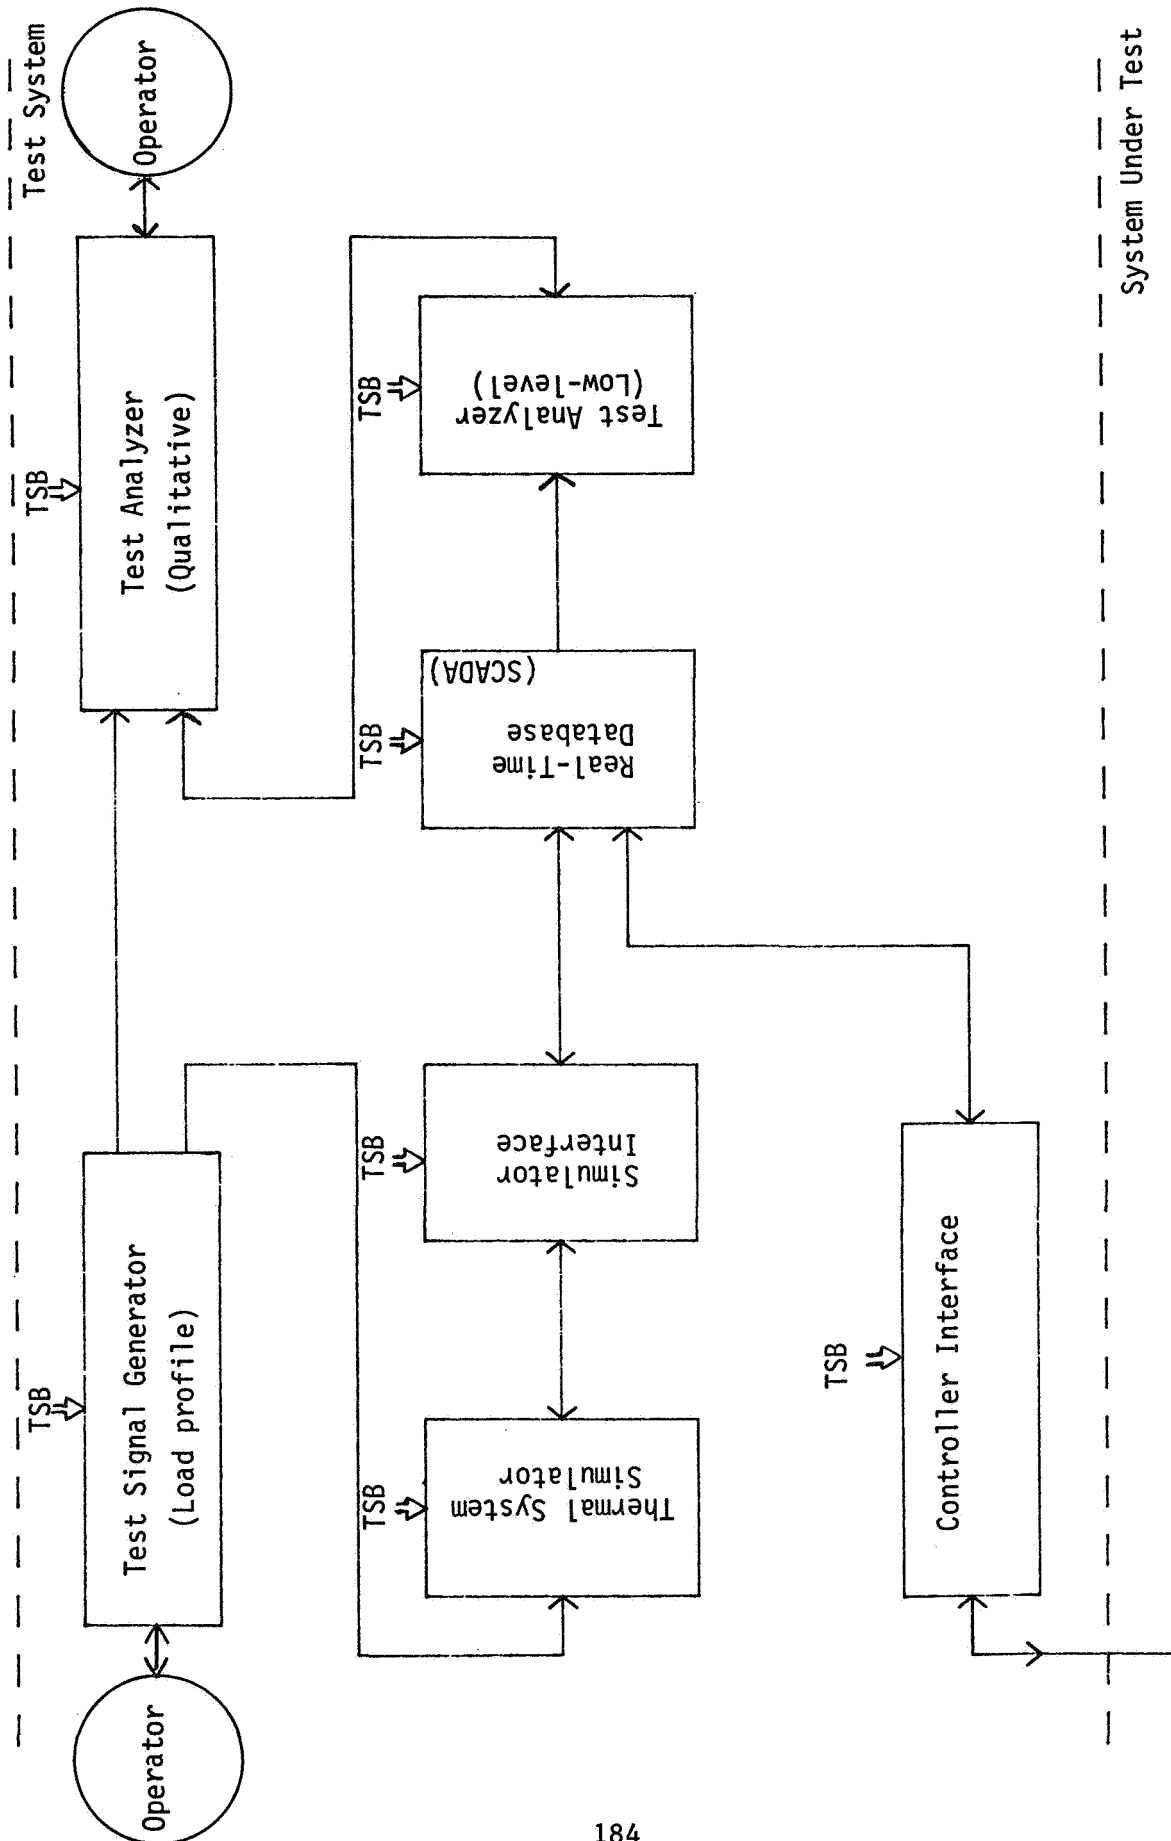 Test System
Operator
TSB
Test Signal Generator
(Load profile)
TSB
Test Analyzer
(Qualitative)
Operator
TSB
Thermal System
Simulator
TSB
Simulator
Interface
TSB
Real-Time
Database
(SCADA)
TSB
Test Analyzer
(Low-level)
TSB
Controller Interface
System Under Test
184